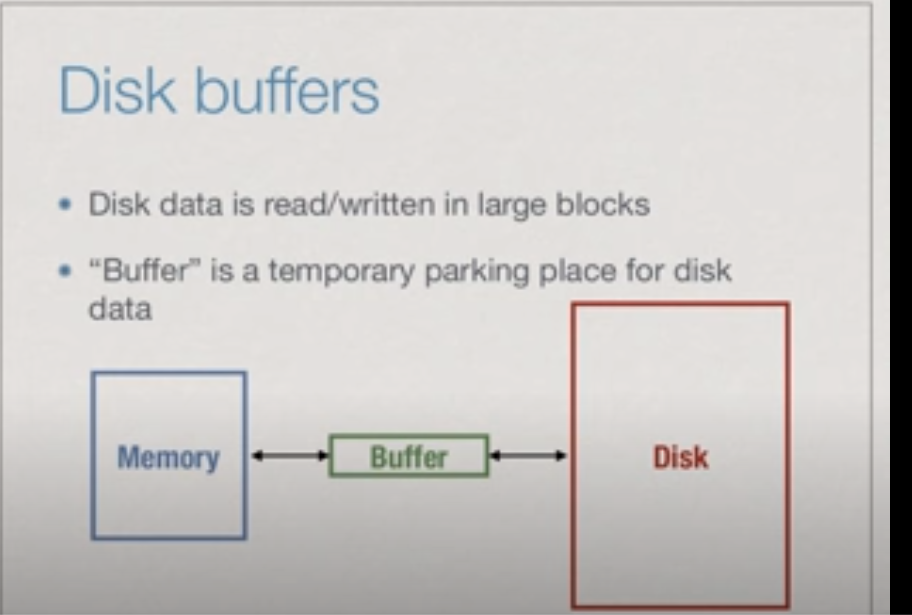 Disk buffers
• Disk data is read/written in large blocks
• “Buffer” is a temporary parking place for disk
data
Memory
Buffer
Disk